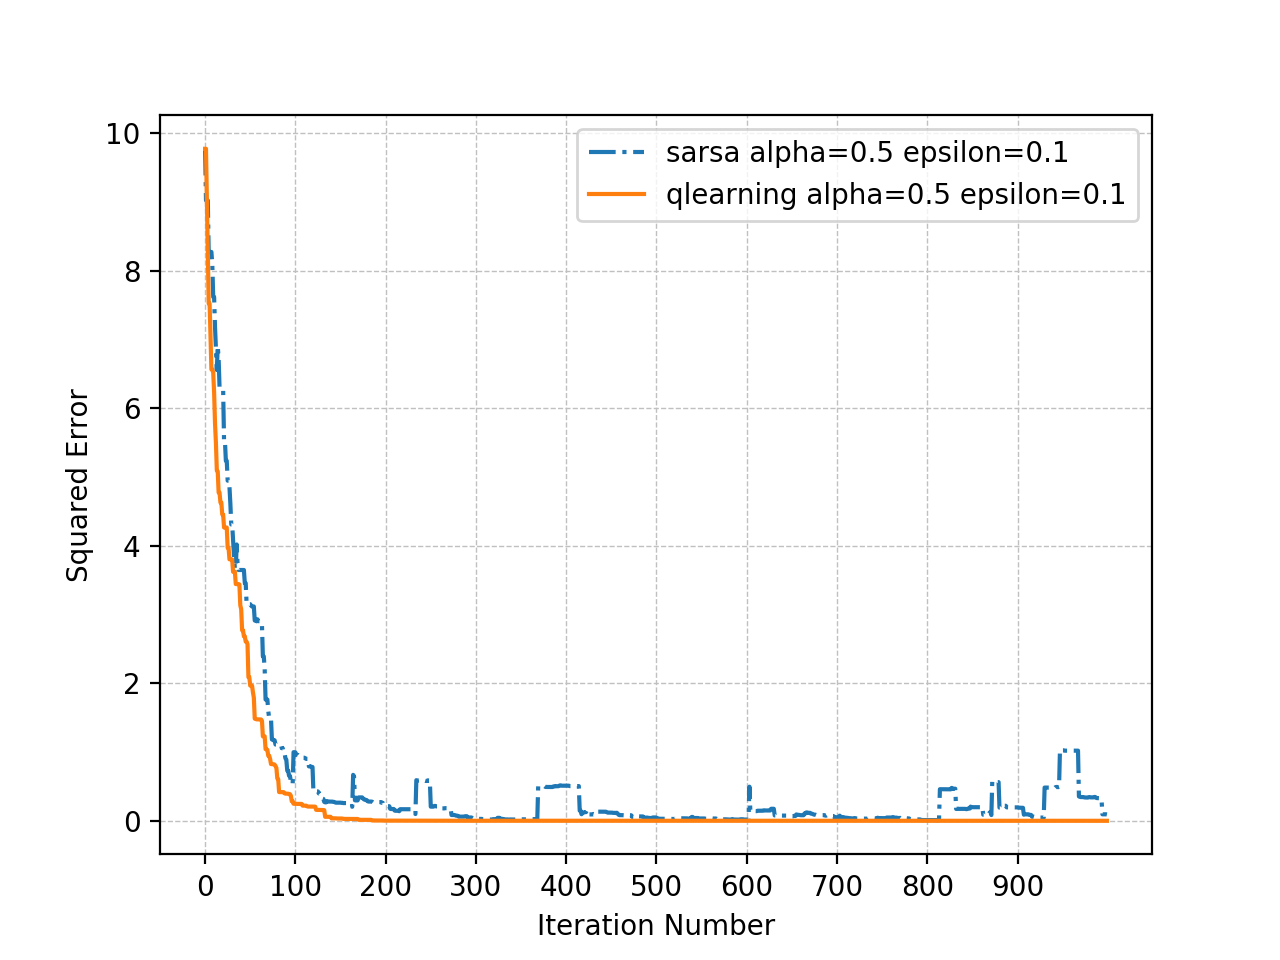 sarsa alpha=0.5 epsilon=0.1
qlearning alpha=0.5 epsilon=0.1
10
8
6
4
2
0
Squared Error
0 100 200 300 400 500 600 700 800 900
Iteration Number